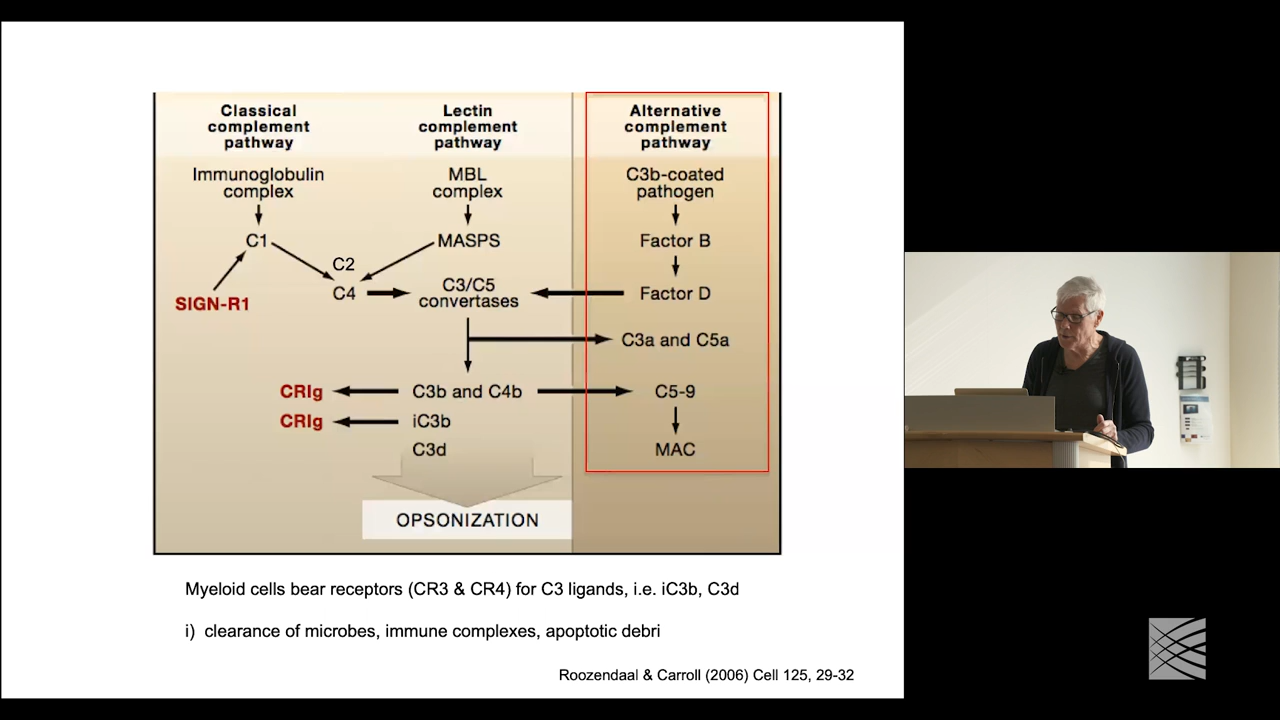 Classical
complement
pathway
Lectin
complement
pathway
Alternative
complement
pathway
Immunoglobulin
complex
MBL
complex
C3b-coated
pathogen
C1
MASPS
Factor B
C2
C4
SIGN-R1
C3/C5
convertases
Factor D
C3a and C5a
CRIg
C3b and C4b
C5-9
CRIg
iC3b
C3d
MAC
OPSONIZATION
Myeloid cells bear receptors (CR3 & CR4) for C3 ligands, i.e. iC3b, C3d
i) clearance of microbes, immune complexes, apoptotic debri
Roozendaal & Carroll (2006) Cell 125, 29-32